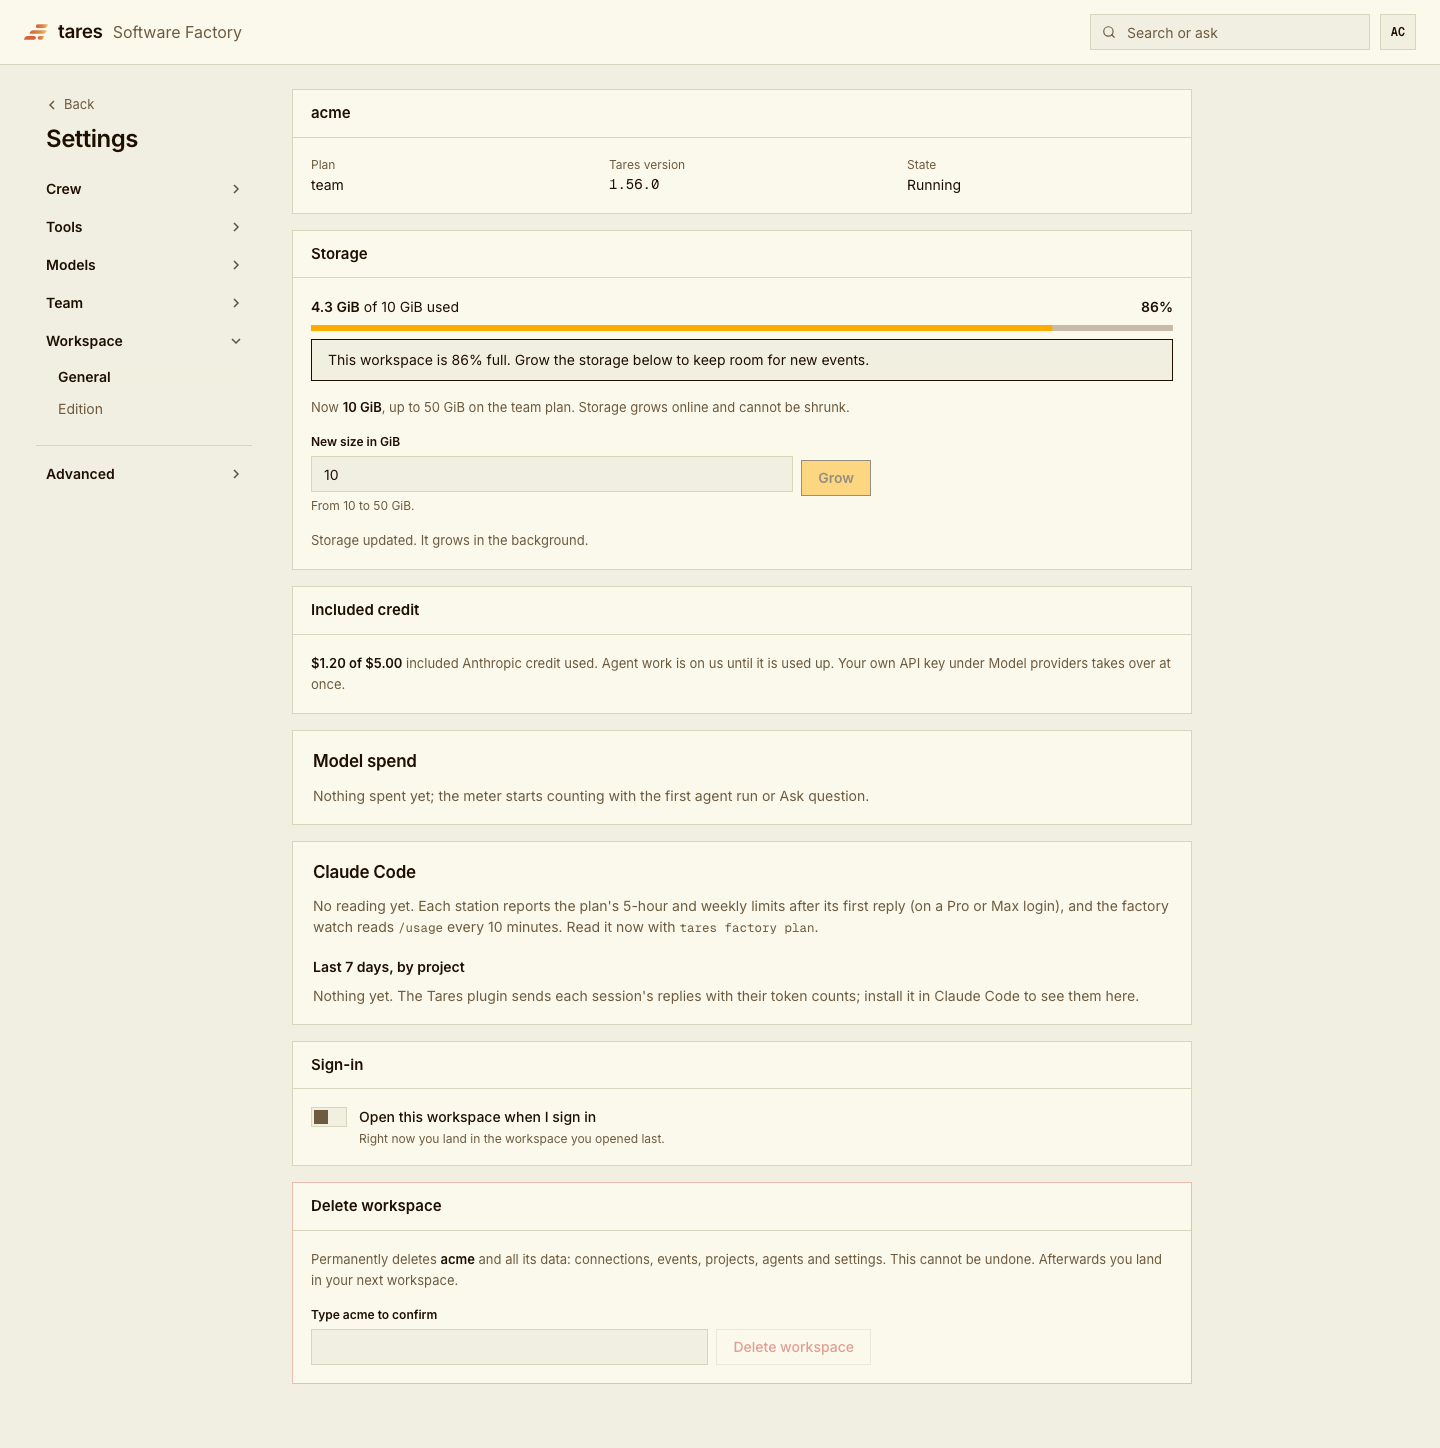 tares Software Factory
Search or ask
AC
Back
Settings
Crew
Tools
Models
Team
Workspace
General
Edition
Advanced
acme
Plan
team
Tares version
1.56.0
State
Running
Storage
4.3 GiB of 10 GiB used
86%
This workspace is 86% full. Grow the storage below to keep room for new events.
Now 10 GiB, up to 50 GiB on the team plan. Storage grows online and cannot be shrunk.
New size in GiB
10
Grow
From 10 to 50 GiB.
Storage updated. It grows in the background.
Included credit
$1.20 of $5.00 included Anthropic credit used. Agent work is on us until it is used up. Your own API key under Model providers takes over at
once.
Model spend
Nothing spent yet; the meter starts counting with the first agent run or Ask question.
Claude Code
No reading yet. Each station reports the plan's 5-hour and weekly limits after its first reply (on a Pro or Max login), and the factory
watch reads /usage every 10 minutes. Read it now with tares factory plan.
Last 7 days, by project
Nothing yet. The Tares plugin sends each session's replies with their token counts; install it in Claude Code to see them here.
Sign-in
Open this workspace when I sign in
Right now you land in the workspace you opened last.
Delete workspace
Permanently deletes acme and all its data: connections, events, projects, agents and settings. This cannot be undone. Afterwards you land
in your next workspace.
Type acme to confirm
Delete workspace